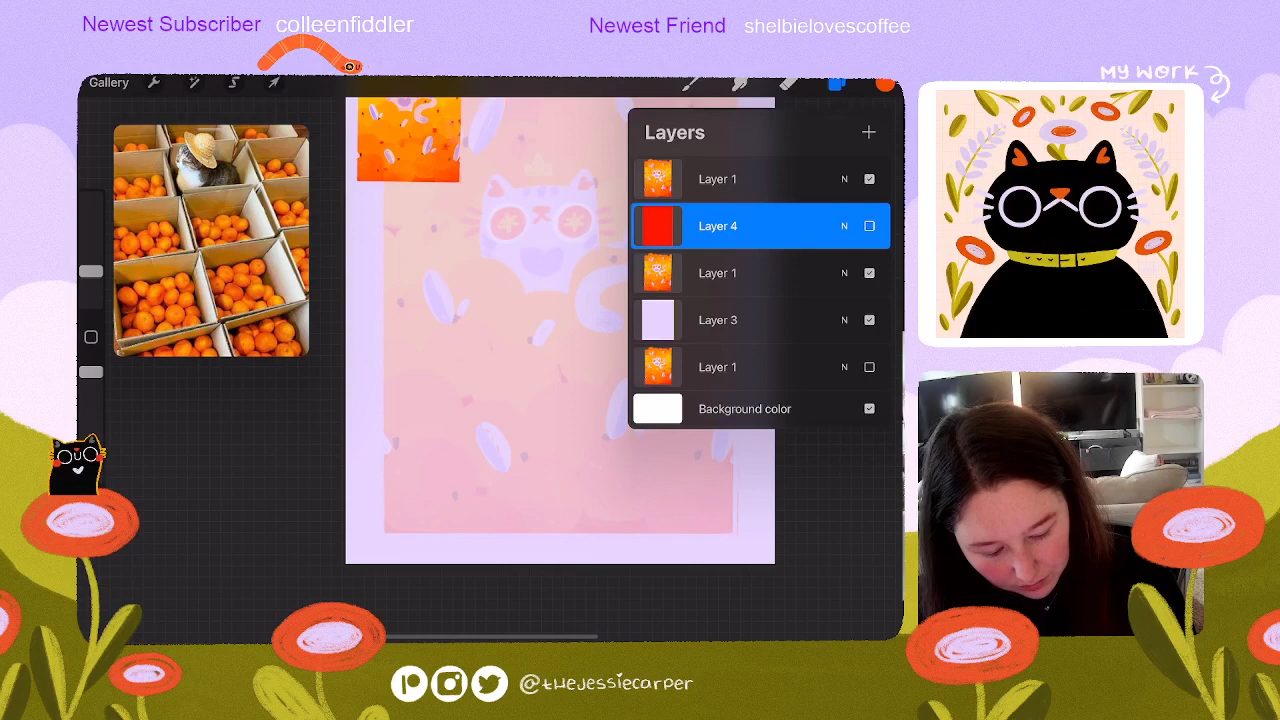 Newest Subscriber colleenfiddler
Newest Friend shelbielovescoffee
MY WORK
Gallery
Layers
Layer 1 N
Layer 4 N
Layer 1 N
Layer 3 N
Layer 1 N
Background color
@THEJESSIECARPER